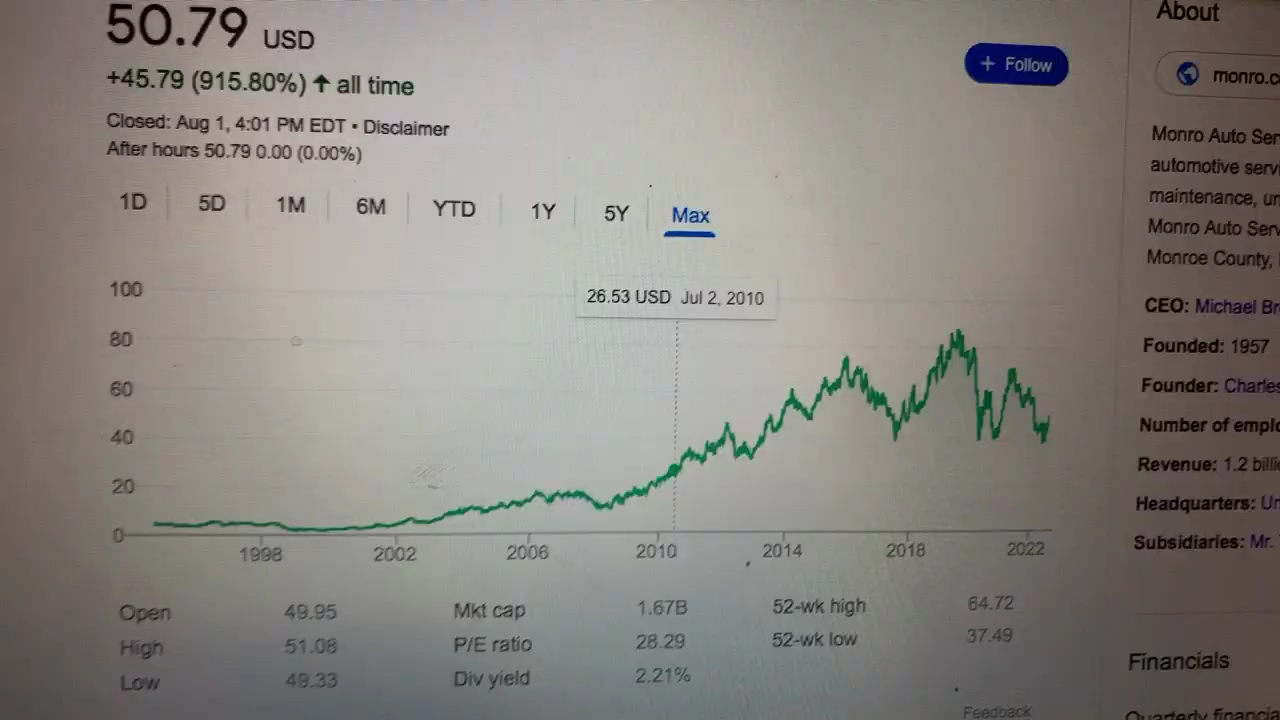 50.79 USD
+45.79 (915.80%) ↑ all time
Closed: Aug 1, 4:01 PM EDT • Disclaimer
After hours 50.79 0.00 (0.00%)
+ Follow
1D 5D 1M 6M YTD 1Y 5Y Max
26.53 USD Jul 2, 2010
100
80
60
40
20
0
1998 2002 2006 2010 2014 2018 2022
Open 49.95 Mkt cap 1.67B 52-wk high 64.72
High 51.08 P/E ratio 28.29 52-wk low 37.49
Low 49.33 Div yield 2.21%
Feedback
About
monro.c
Monro Auto Ser
automotive serv
maintenance, un
Monro Auto Serv
Monroe County,
CEO: Michael Br
Founded: 1957
Founder: Charles
Number of emplo
Revenue: 1.2 billi
Headquarters: Un
Subsidiaries: Mr.
Financials
Quarterly financia